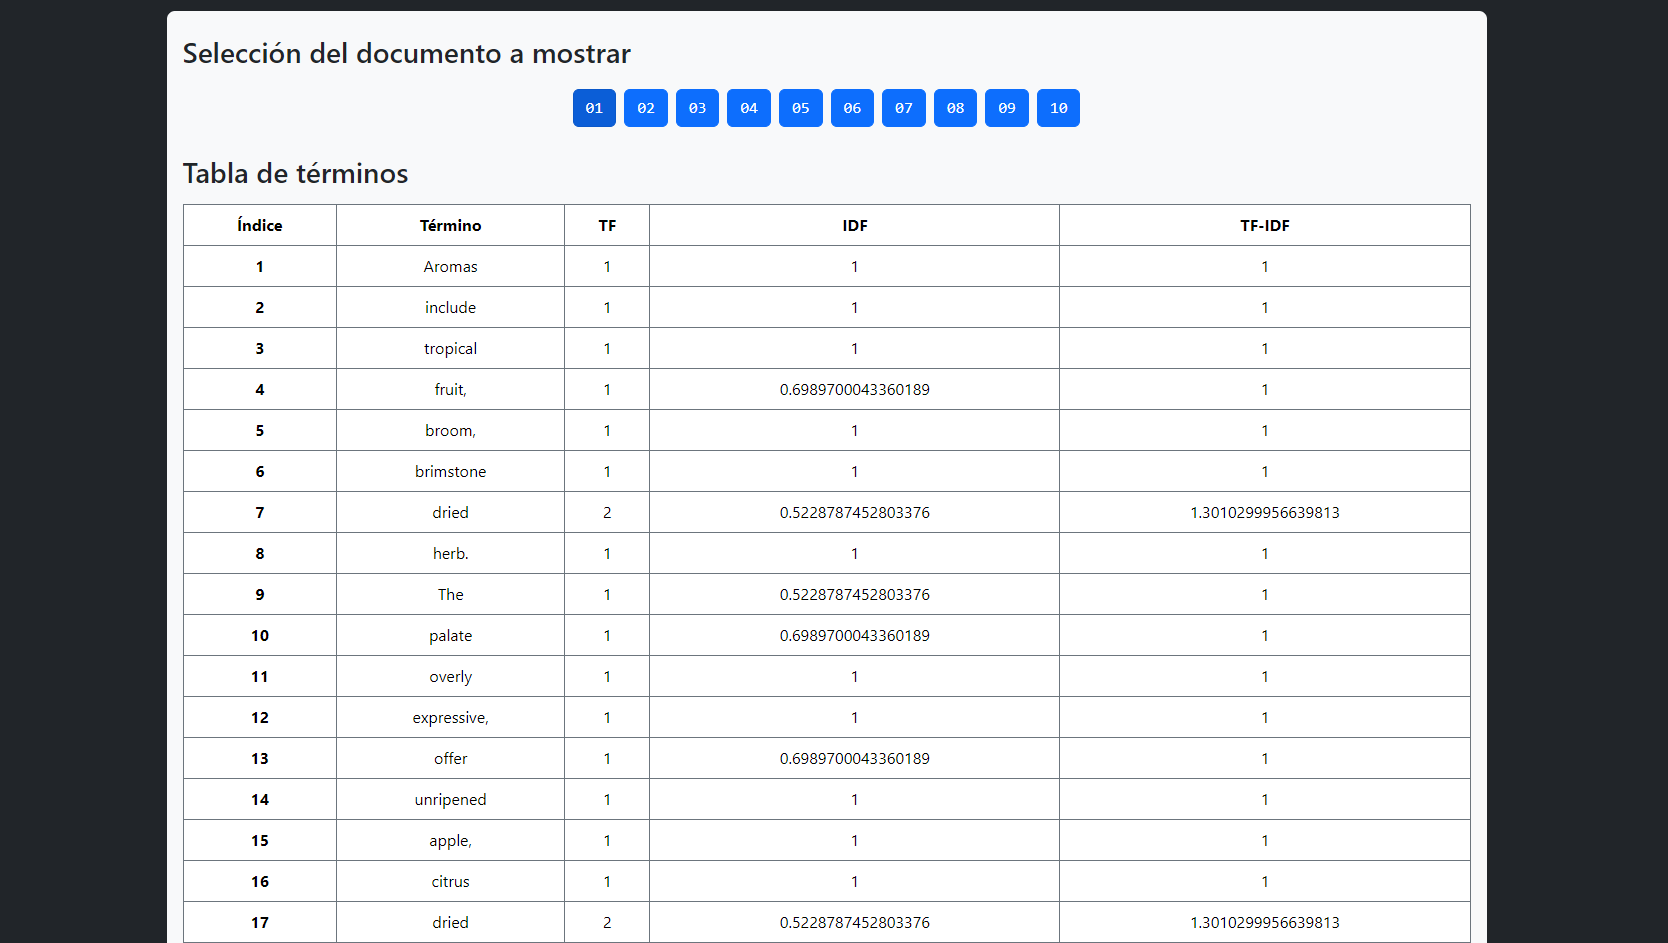 Selección del documento a mostrar
01 02 03 04 05 06 07 08 09 10
Tabla de términos
Índice Término TF IDF TF-IDF
1 Aromas 1 1 1
2 include 1 1 1
3 tropical 1 1 1
4 fruit, 1 0.6989700043360189 1
5 broom, 1 1 1
6 brimstone 1 1 1
7 dried 2 0.5228787452803376 1.3010299956639813
8 herb. 1 1 1
9 The 1 0.5228787452803376 1
10 palate 1 0.6989700043360189 1
11 overly 1 1 1
12 expressive, 1 1 1
13 offer 1 0.6989700043360189 1
14 unripened 1 1 1
15 apple, 1 1 1
16 citrus 1 1 1
17 dried 2 0.5228787452803376 1.3010299956639813